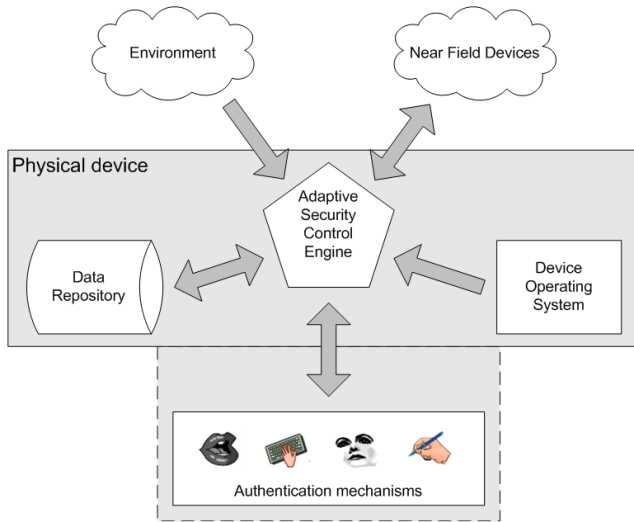 Environment
Near Field Devices
Physical device
Adaptive
Security
Control
Engine
Data
Repository
Device
Operating
System
Authentication mechanisms